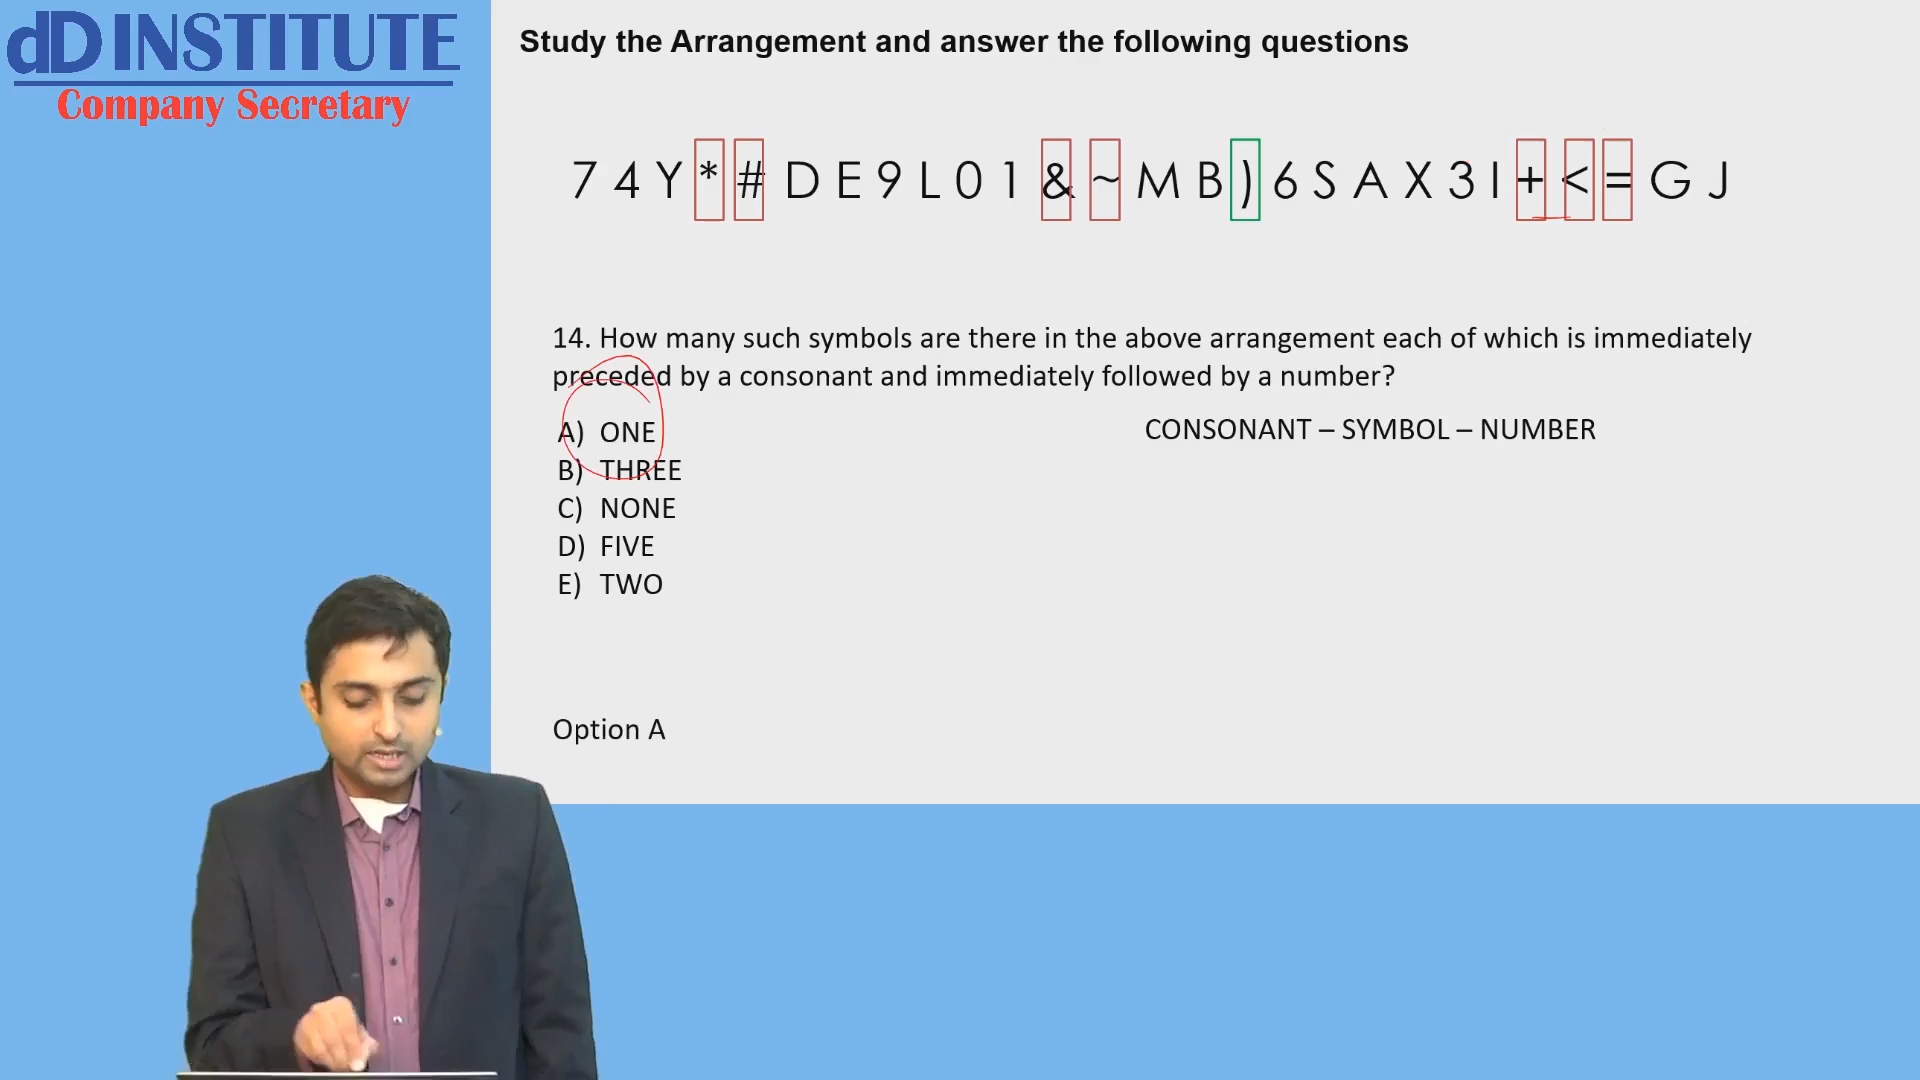 dD INSTITUTE
Company Secretary
Study the Arrangement and answer the following questions
7 4 Y * # D E 9 L 0 1 & ~ M B ) 6 S A X 3 I + < = G J
14. How many such symbols are there in the above arrangement each of which is immediately
preceded by a consonant and immediately followed by a number?
A) ONE
CONSONANT – SYMBOL – NUMBER
B) THREE
C) NONE
D) FIVE
E) TWO
Option A